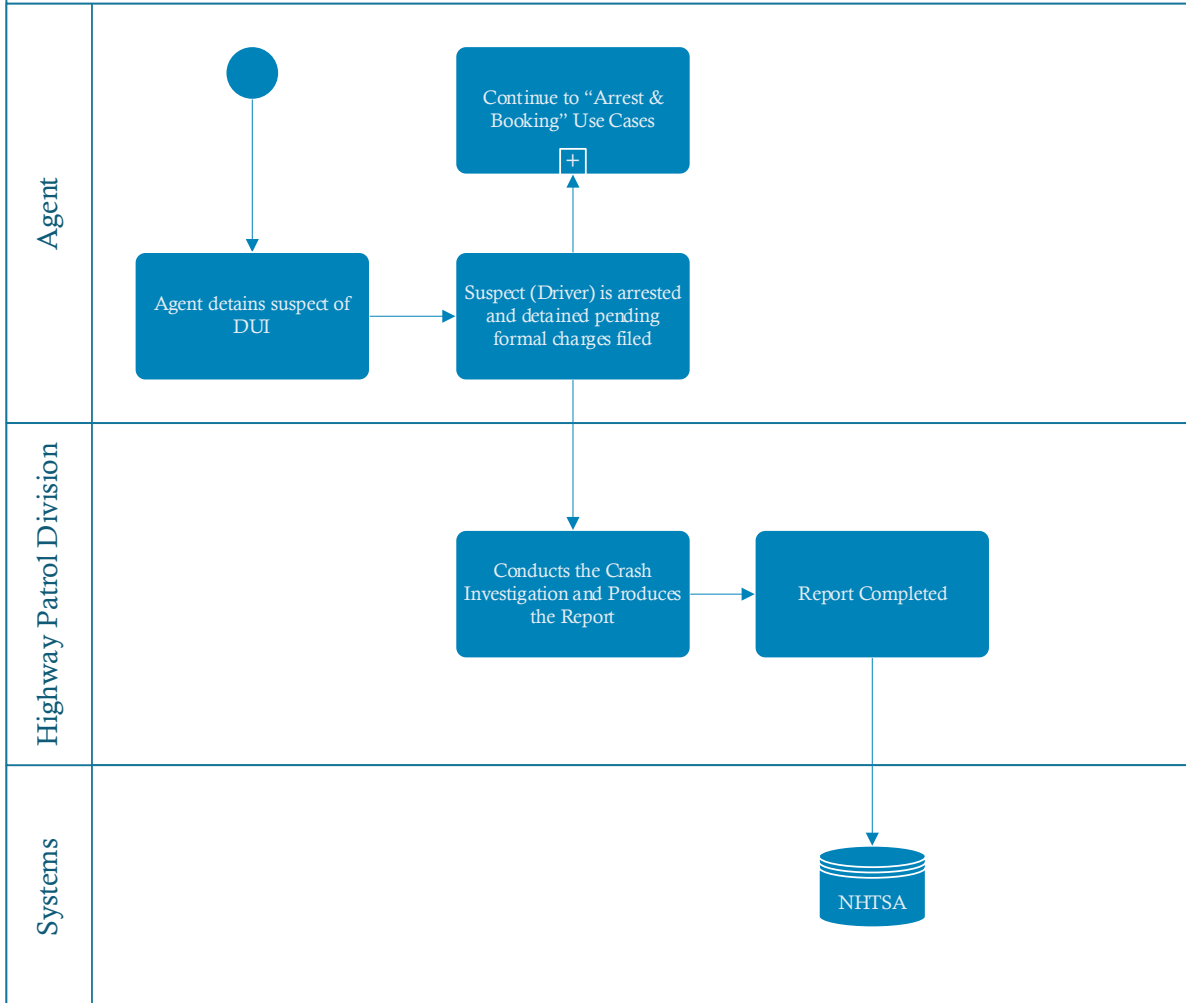 Agent
Continue to “Arrest &
Booking” Use Cases
+
Agent detains suspect of
DUI
Suspect (Driver) is arrested
and detained pending
formal charges filed
Highway Patrol Division
Conducts the Crash
Investigation and Produces
the Report
Report Completed
Systems
NHTSA